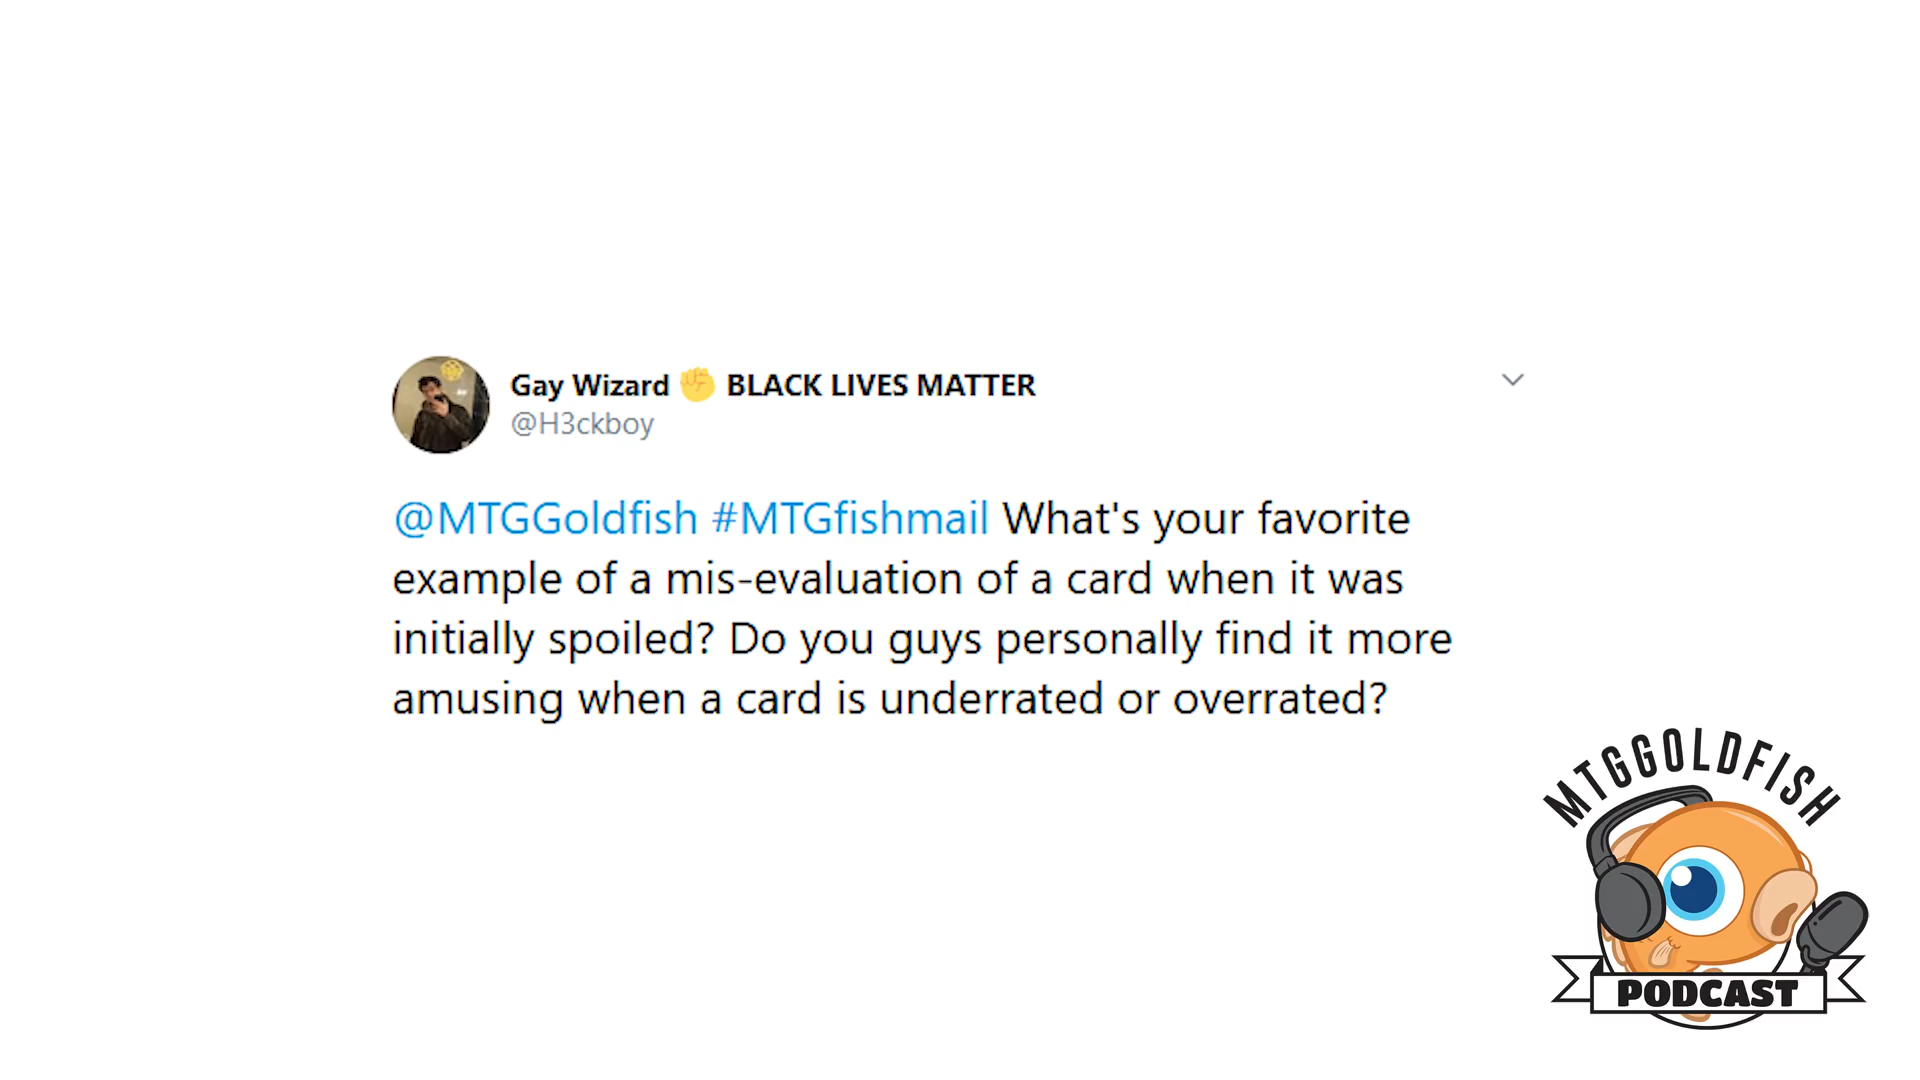 Gay Wizard ✊ BLACK LIVES MATTER
@H3ckboy
@MTGGoldfish #MTGfishmail What's your favorite
example of a mis-evaluation of a card when it was
initially spoiled? Do you guys personally find it more
amusing when a card is underrated or overrated?
MTGGOLDFISH
PODCAST